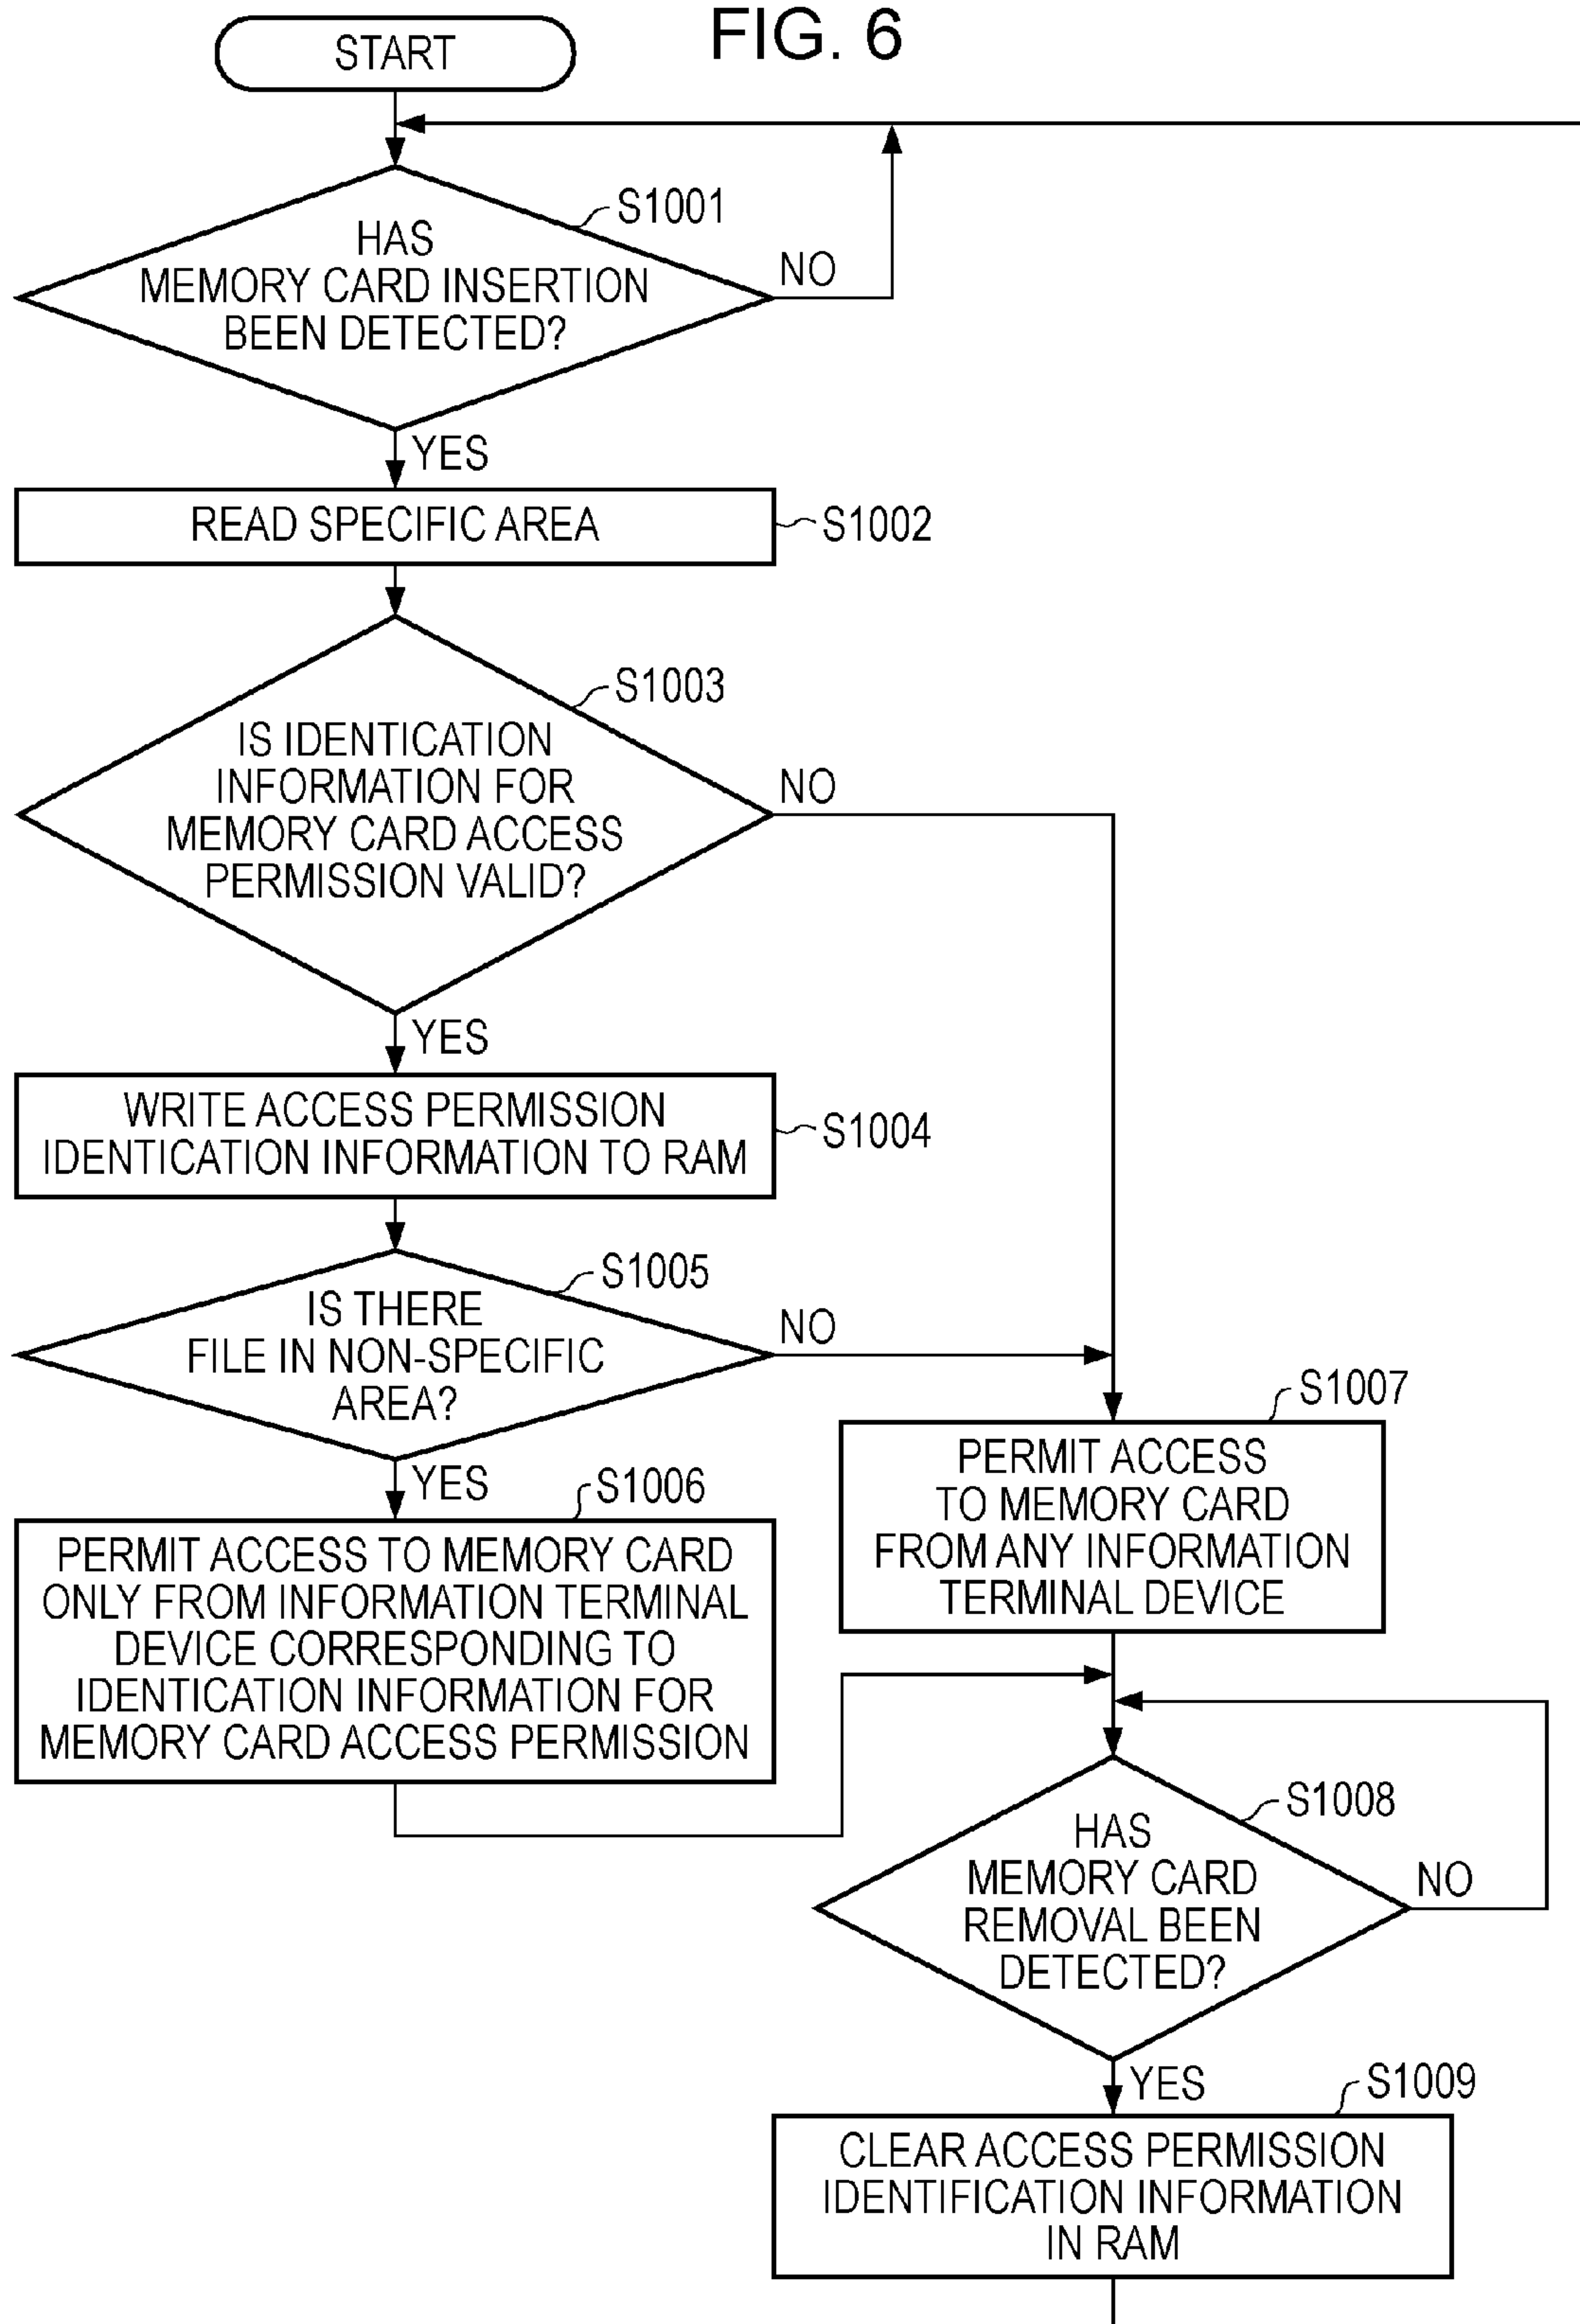 FIG. 6
START
S1001
HAS
MEMORY CARD INSERTION
BEEN DETECTED?
NO
YES
READ SPECIFIC AREA
S1002
S1003
IS IDENTICATION
INFORMATION FOR
MEMORY CARD ACCESS
PERMISSION VALID?
NO
YES
WRITE ACCESS PERMISSION
IDENTICATION INFORMATION TO RAM
S1004
S1005
IS THERE
FILE IN NON-SPECIFIC
AREA?
NO
YES
S1006
PERMIT ACCESS TO MEMORY CARD
ONLY FROM INFORMATION TERMINAL
DEVICE CORRESPONDING TO
IDENTICATION INFORMATION FOR
MEMORY CARD ACCESS PERMISSION
S1007
PERMIT ACCESS
TO MEMORY CARD
FROM ANY INFORMATION
TERMINAL DEVICE
S1008
HAS
MEMORY CARD
REMOVAL BEEN
DETECTED?
NO
YES
S1009
CLEAR ACCESS PERMISSION
IDENTIFICATION INFORMATION
IN RAM